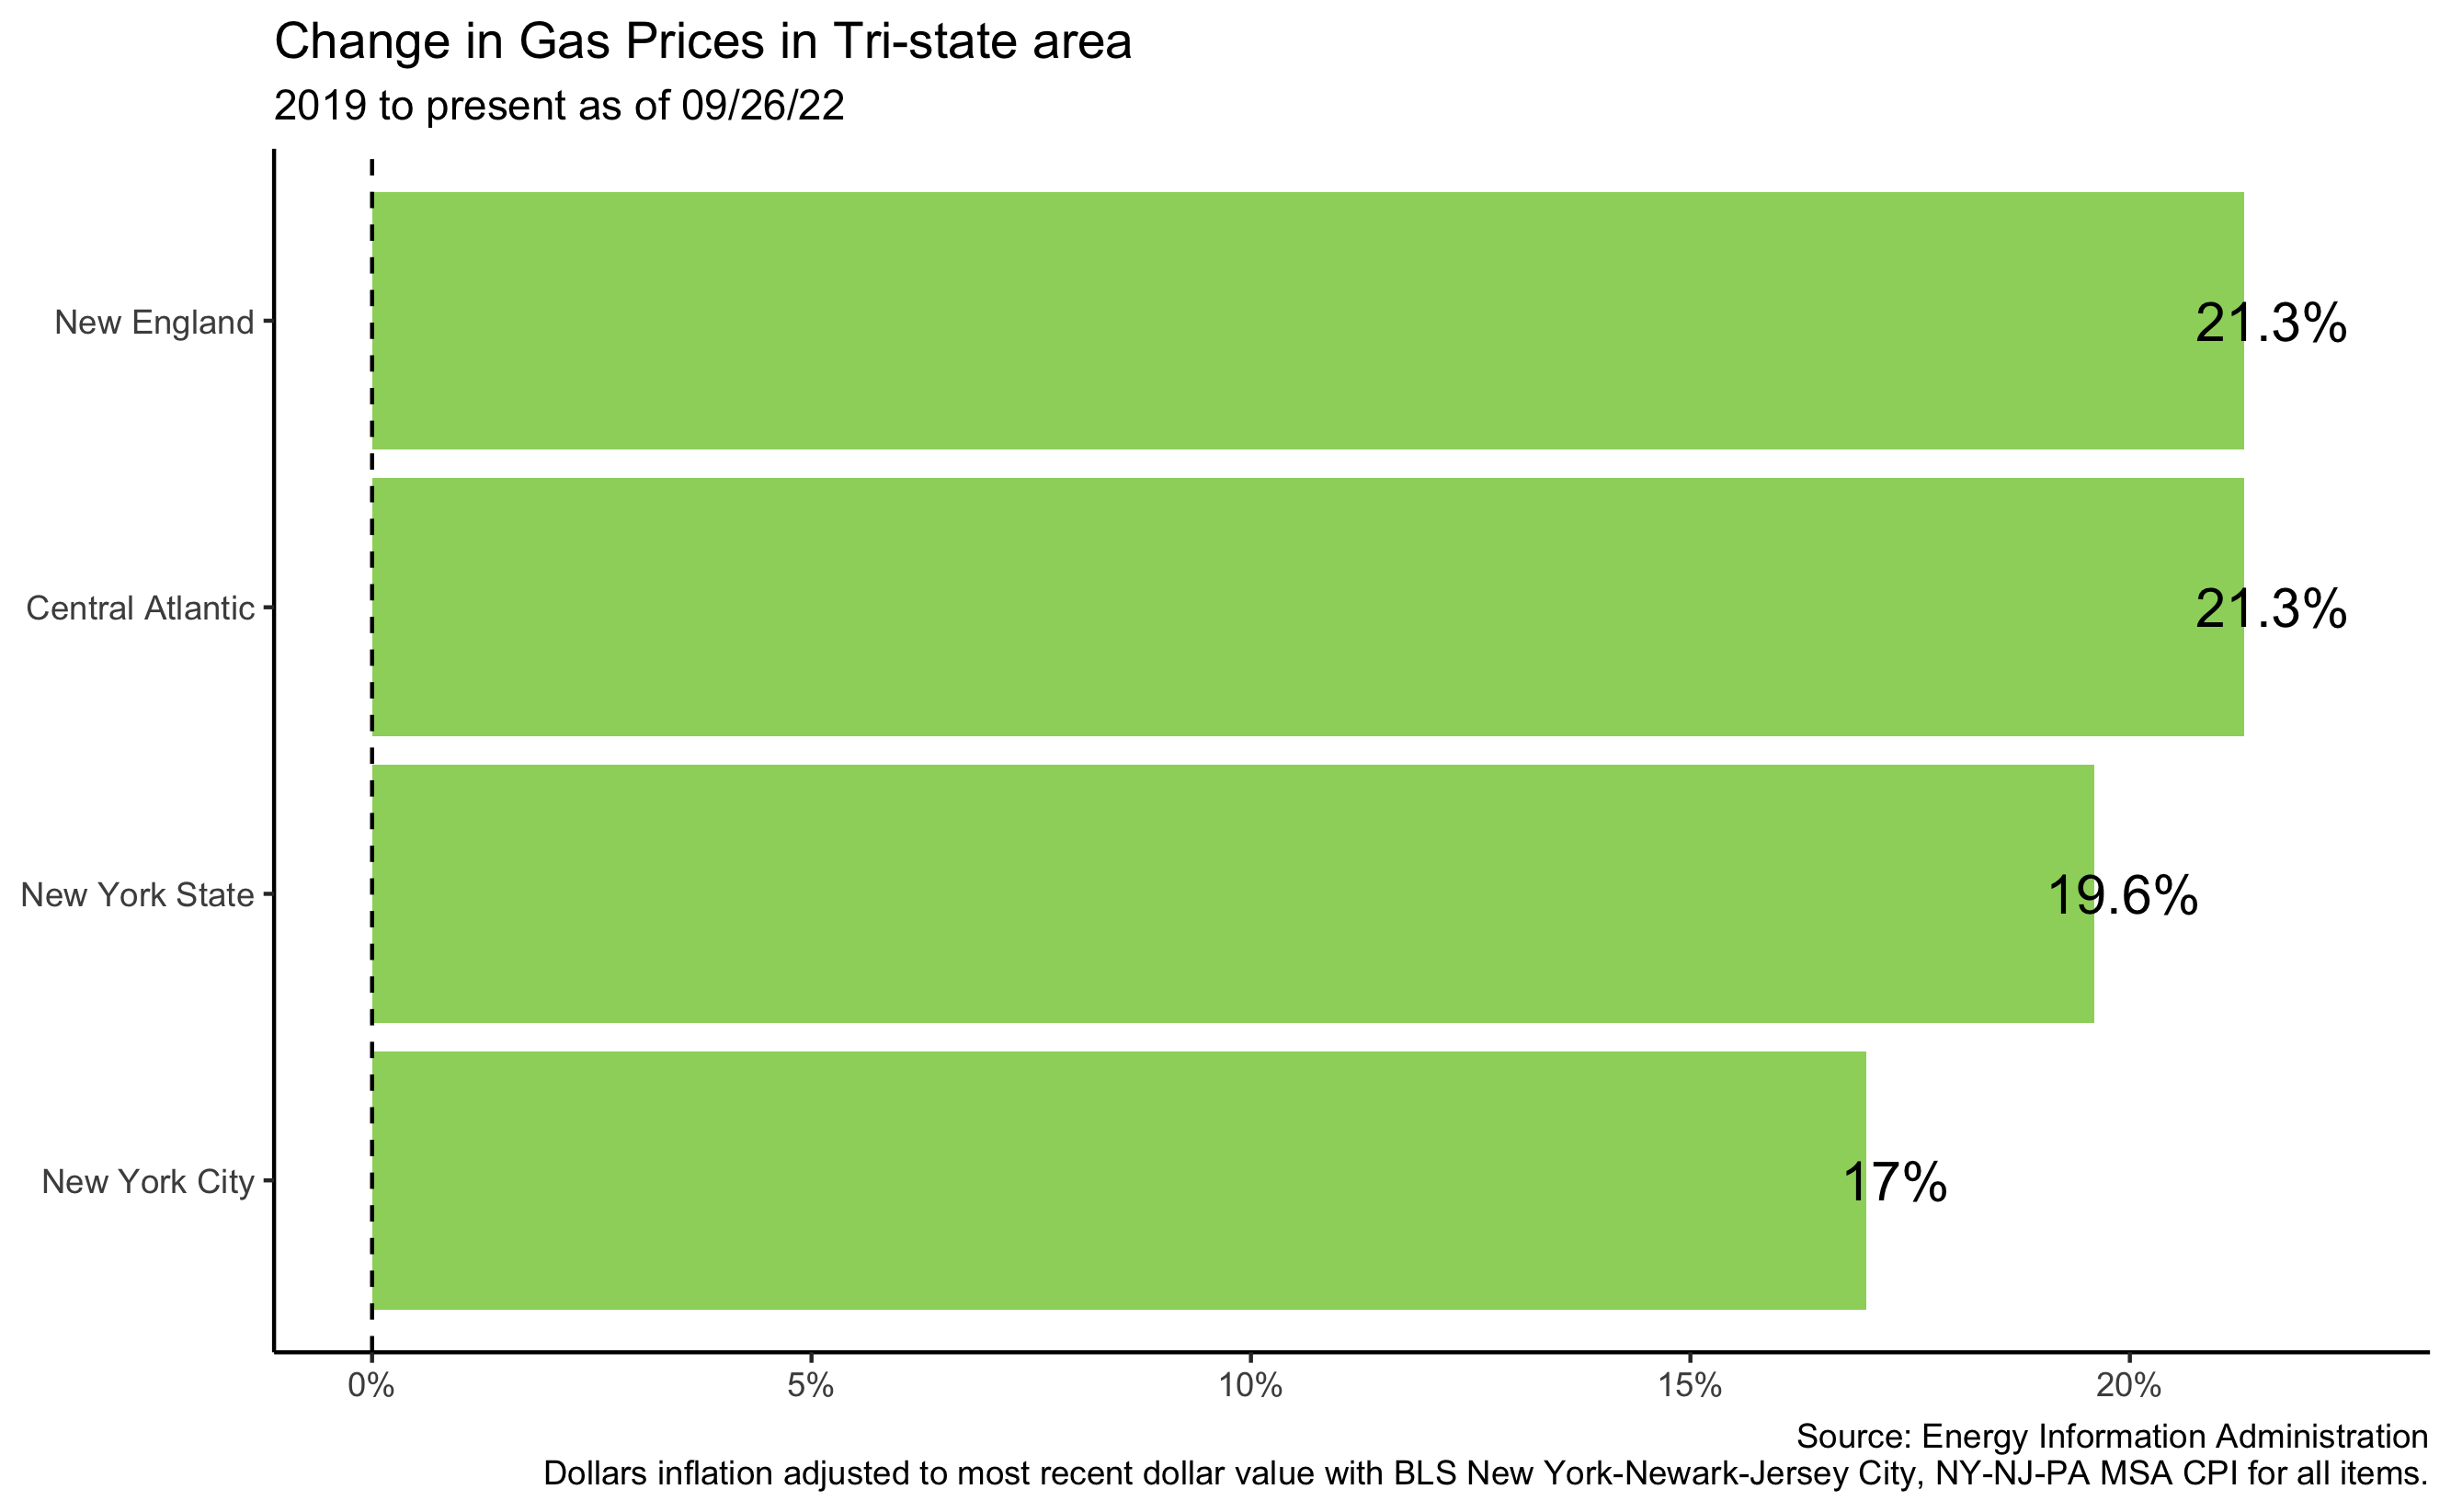 Change in Gas Prices in Tri-state area
2019 to present as of 09/26/22
New England
21.3%
Central Atlantic
21.3%
New York State
19.6%
New York City
17%
0%
5%
10%
15%
20%
Source: Energy Information Administration
Dollars inflation adjusted to most recent dollar value with BLS New York-Newark-Jersey City, NY-NJ-PA MSA CPI for all items.